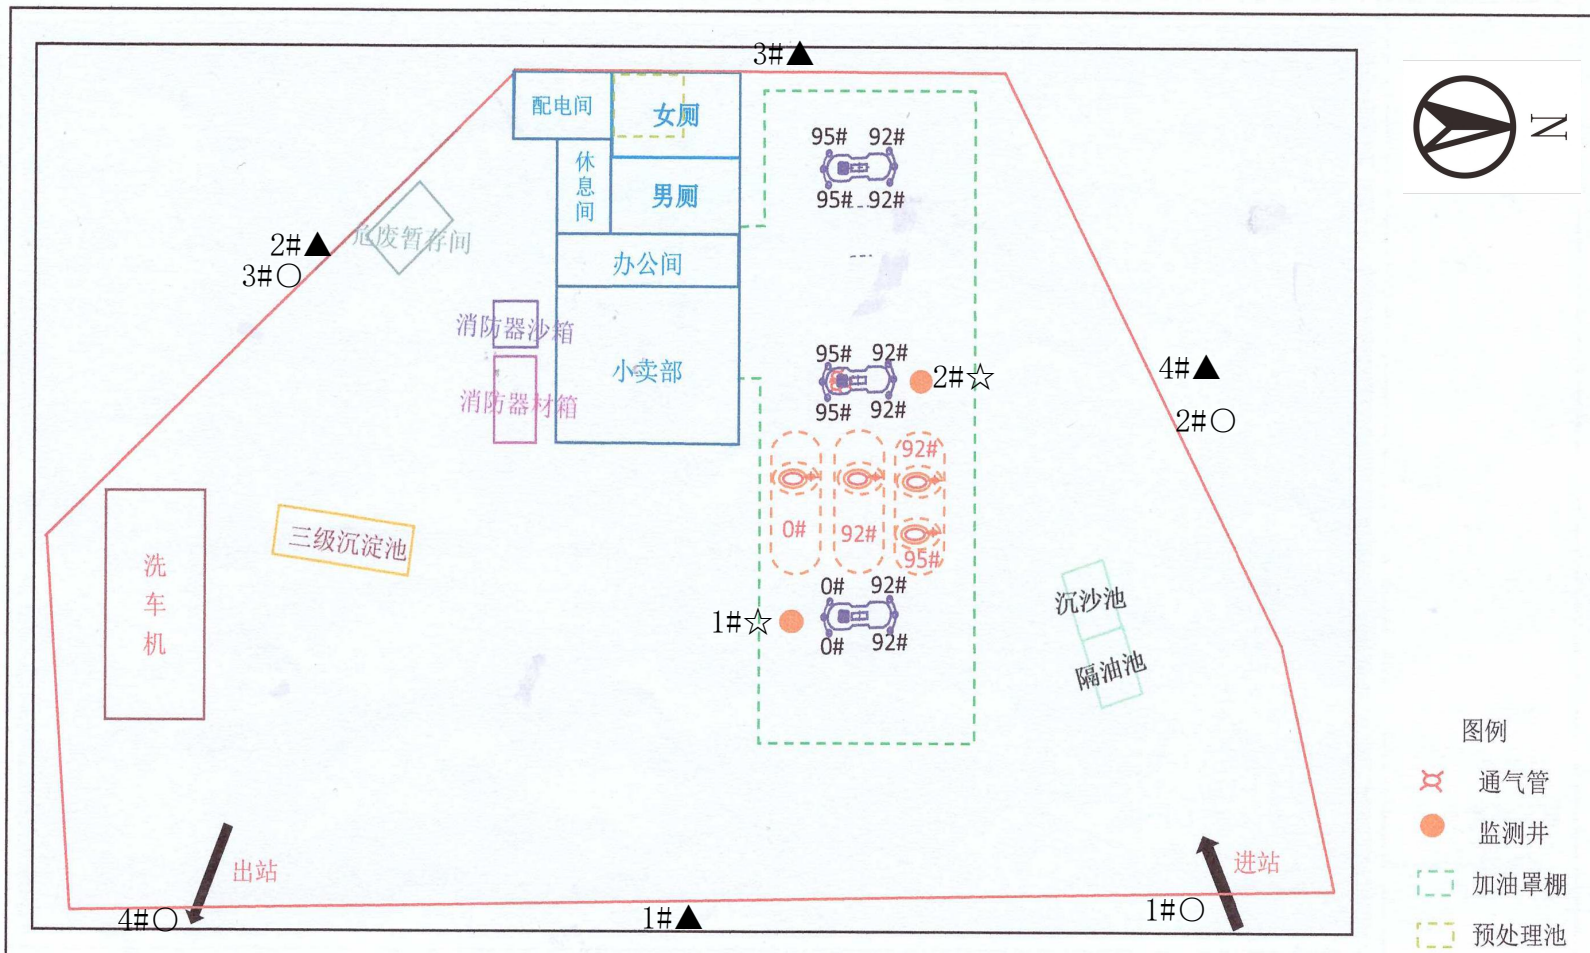 3#▲
配电间
女厕
95# 92#
N
休息间
男厕
95# 92#
2#▲
危废暂存间
3#○
办公间
消防器沙箱
95# 92#
小卖部
4#▲
2#☆
消防器材箱
95# 92#
2#○
92#
三级沉淀池
0#
92#
95#
洗车机
0# 92#
沉沙池
1#☆
0# 92#
隔油池
图例
通气管
监测井
出站
进站
加油罩棚
4#○
1#▲
1#○
预处理池